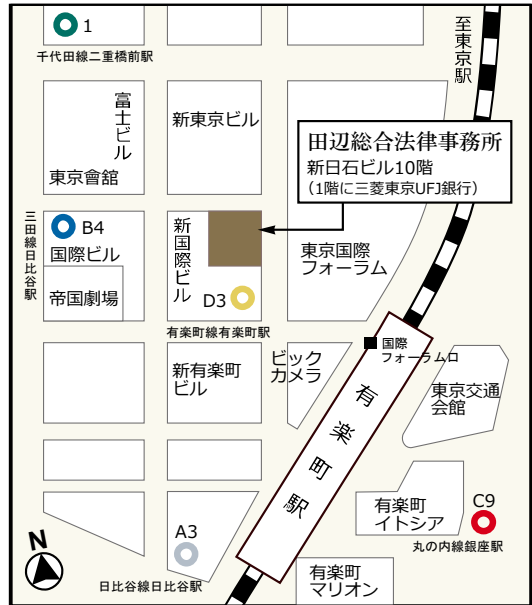 1
千代田線二重橋前駅
至東京駅
富士ビル
東京會舘
新東京ビル
田辺総合法律事務所
新日石ビル10階
(1階に三菱東京UFJ銀行)
三田線日比谷駅
B4
国際ビル
帝国劇場
新国際ビル
D3
有楽町線有楽町駅
東京国際
フォーラム
新有楽町
ビル
ビック
カメラ
国際
フォーラム口
有楽町駅
東京交通
会館
有楽町
イトシア
C9
丸の内線銀座駅
A3
日比谷線日比谷駅
有楽町
マリオン
N